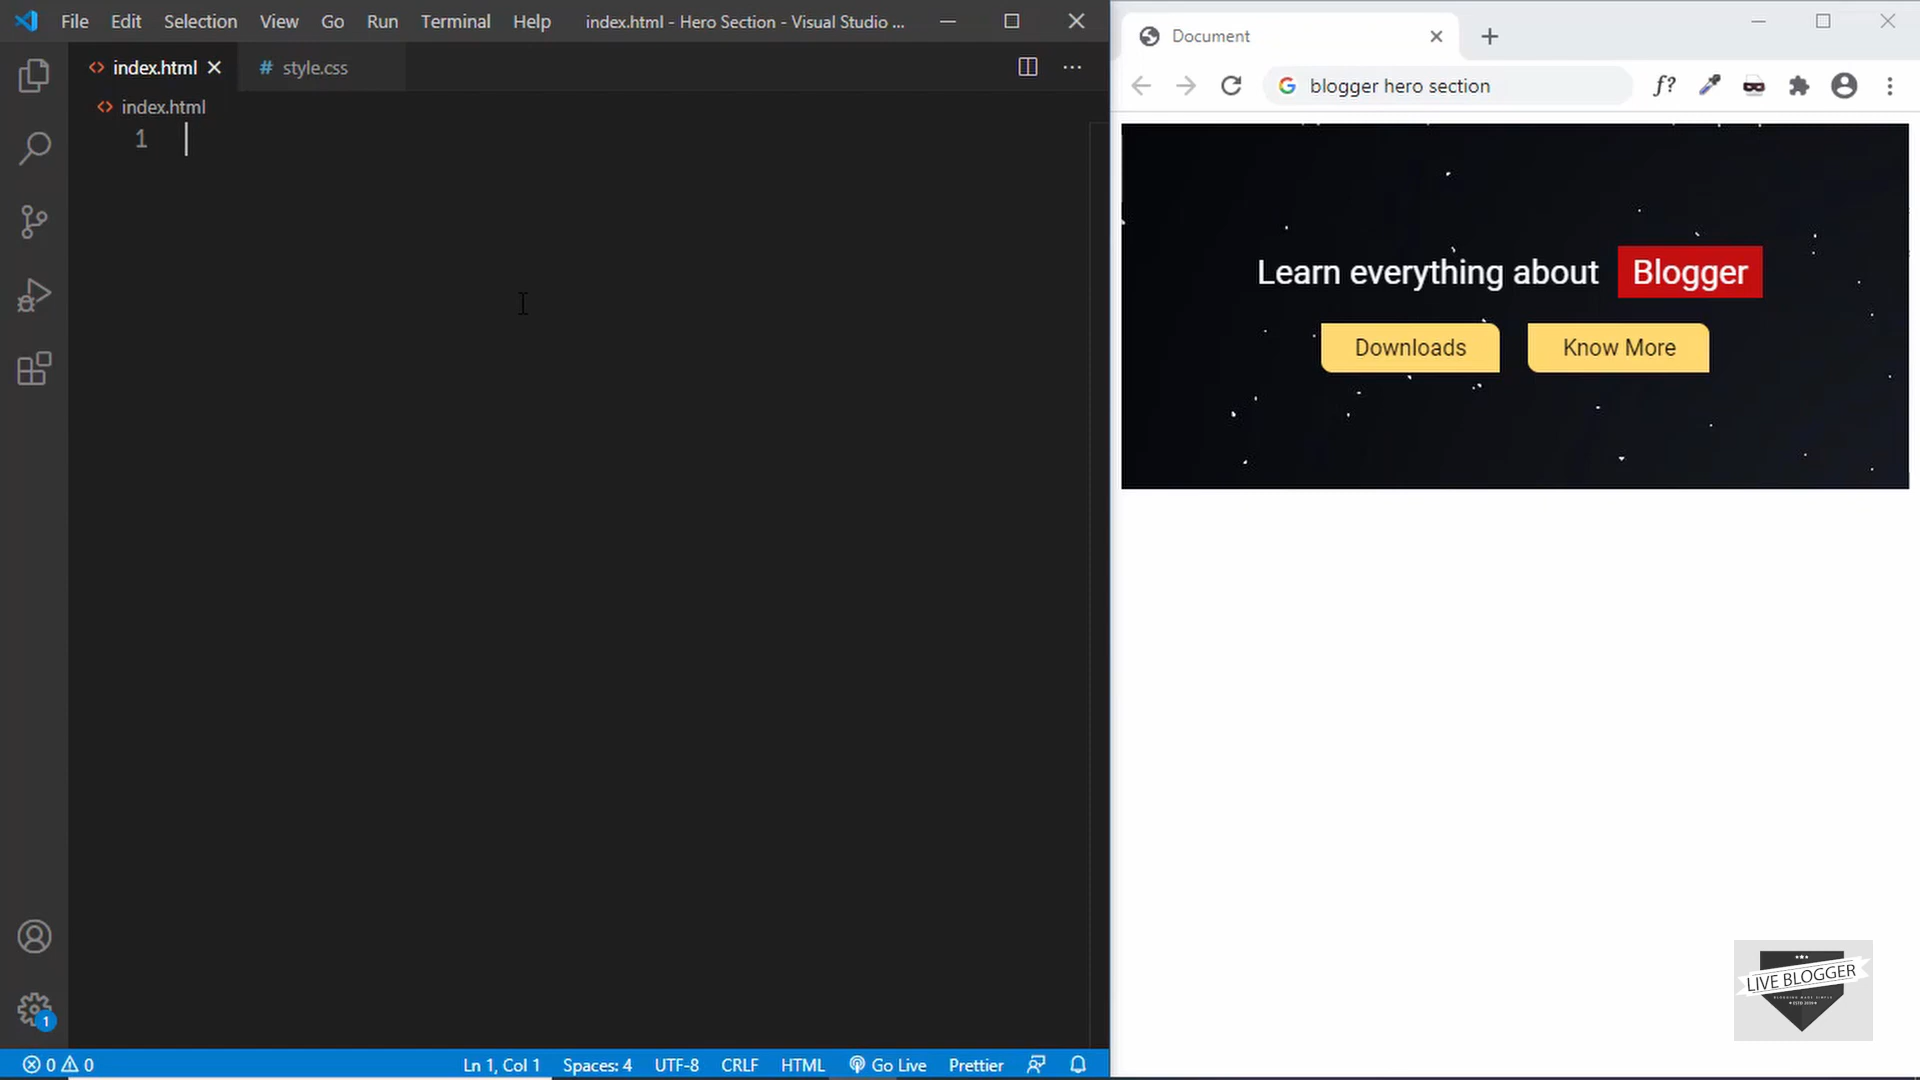 File Edit Selection View Go Run Terminal Help index.html - Hero Section - Visual Studio ...
index.html
# style.css
index.html
1
1
0 0
Ln 1, Col 1 Spaces: 4 UTF-8 CRLF HTML Go Live Prettier
Document
blogger hero section
f?
Learn everything about Blogger
Downloads Know More
LIVE BLOGGER